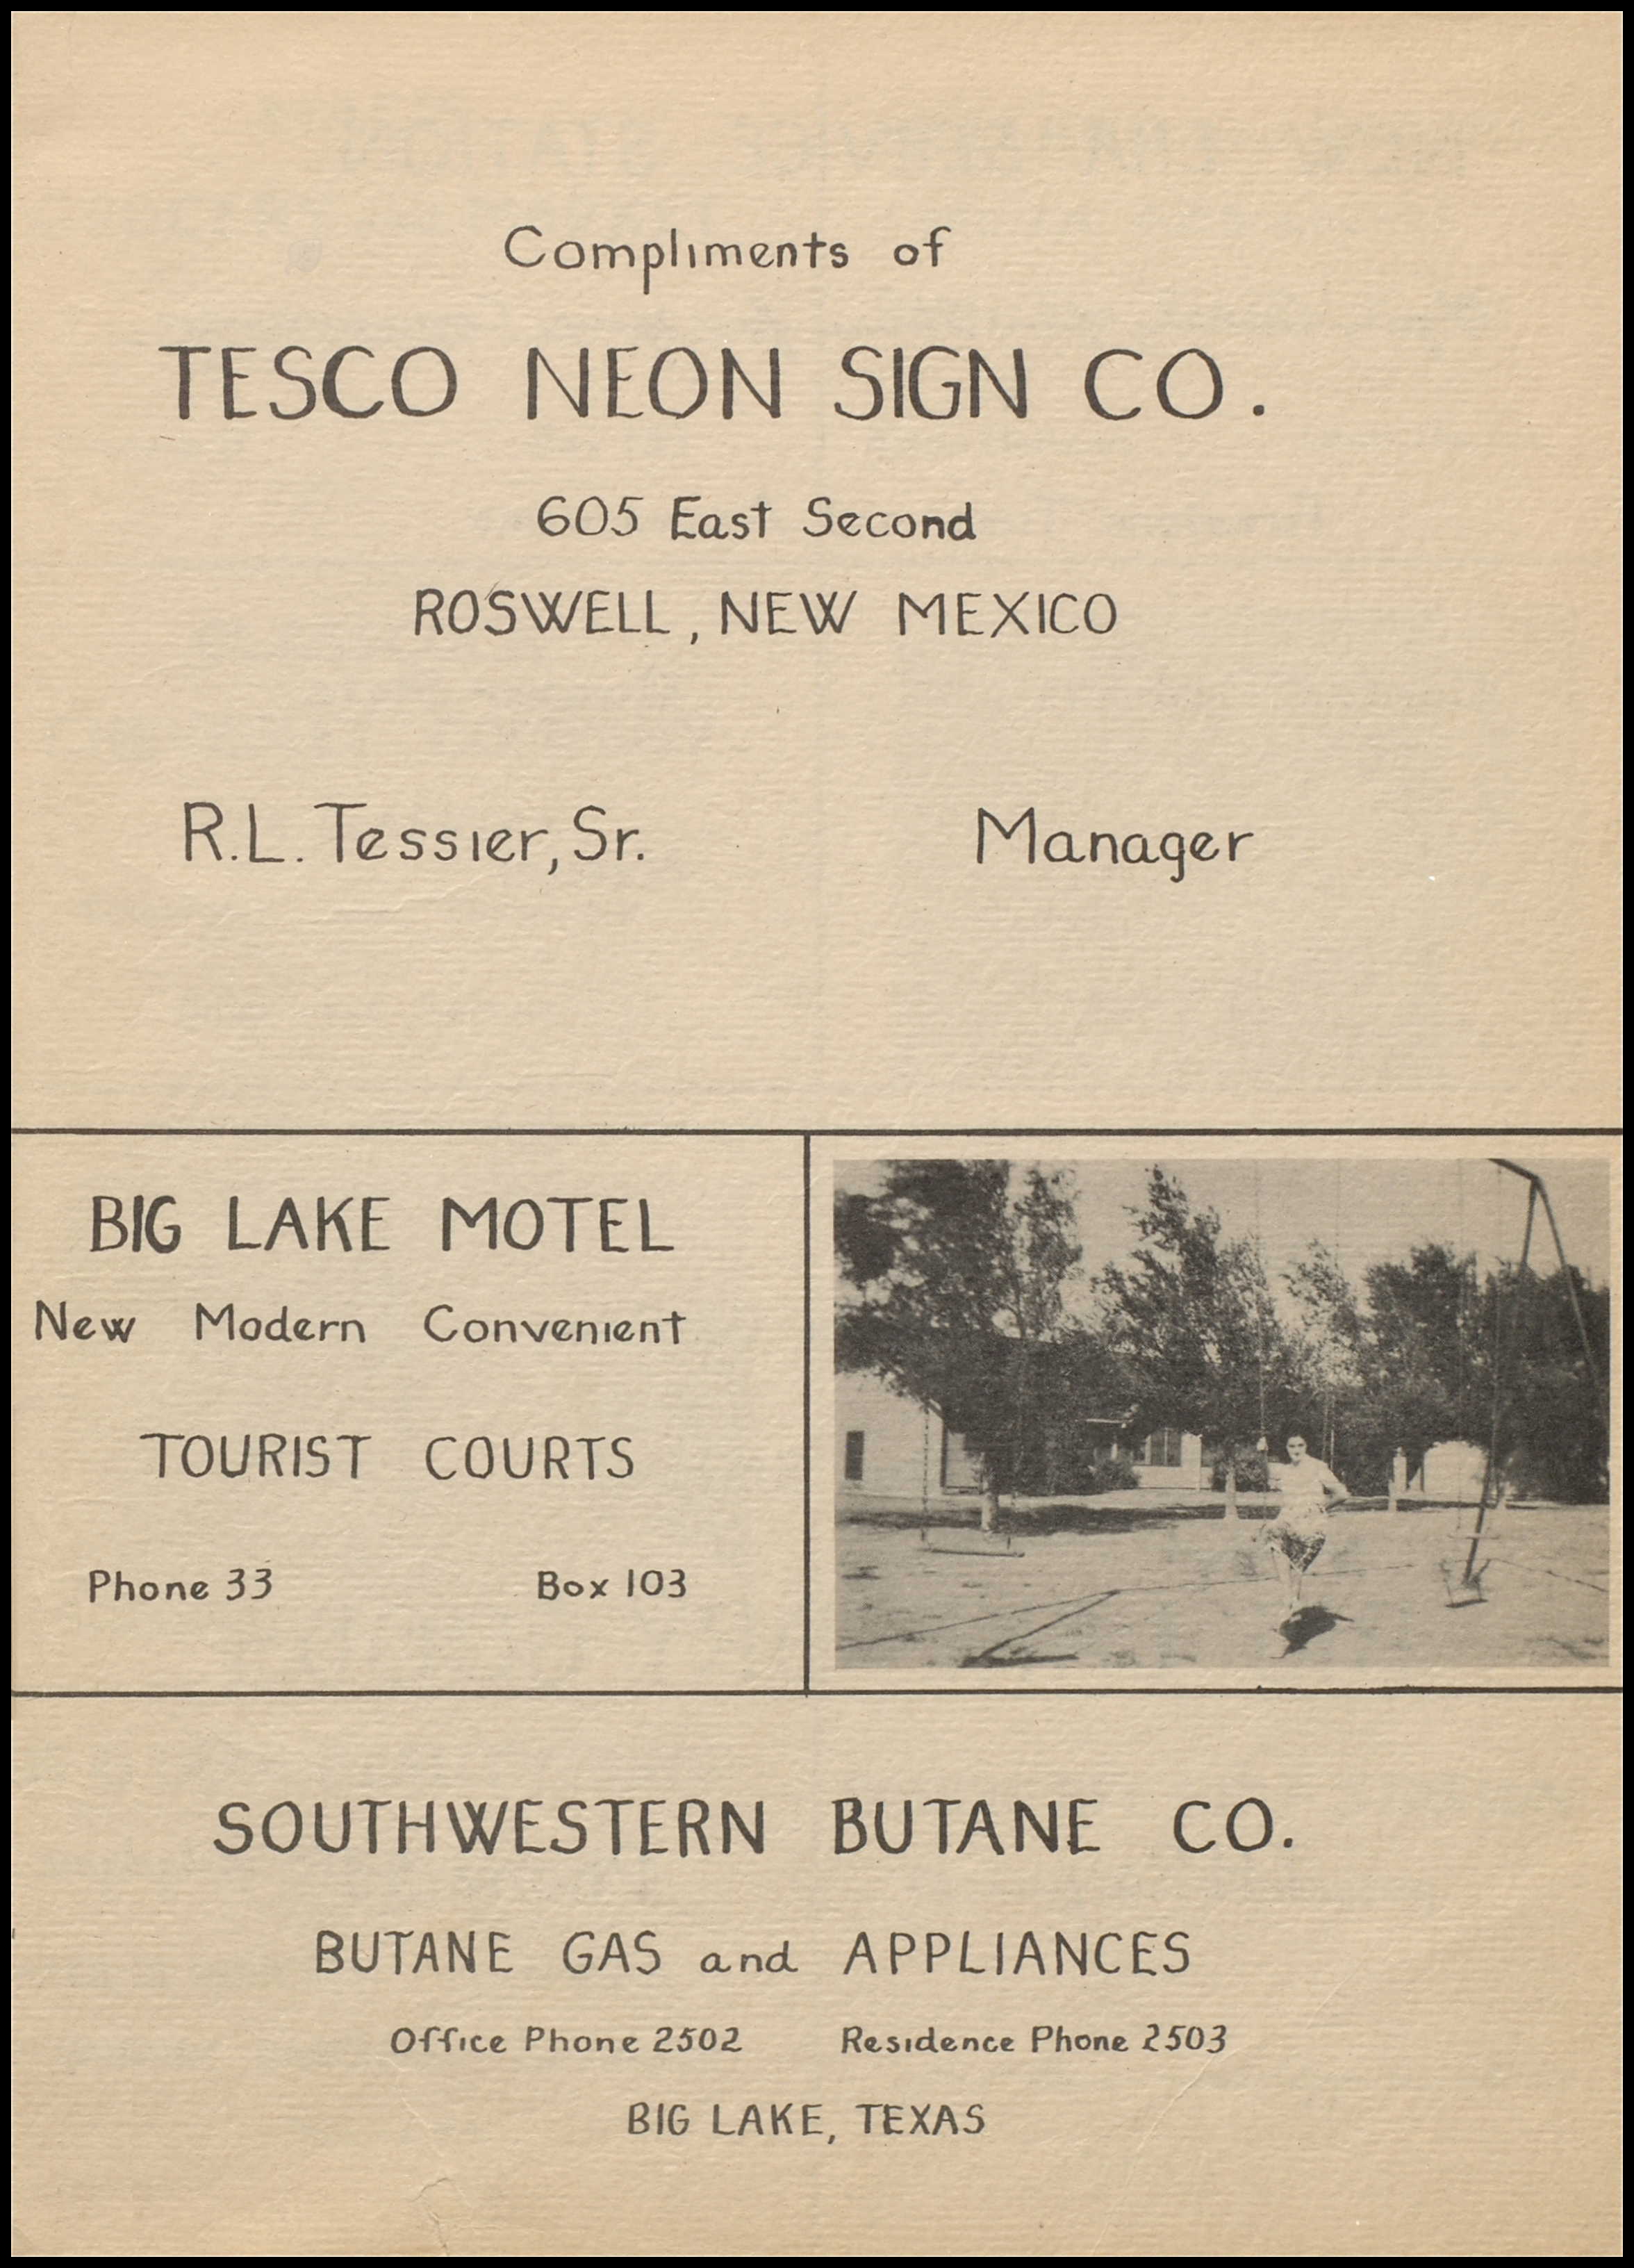 Compliments of
TESCO NEON SIGN CO.
605 East Second
ROSWELL, NEW MEXICO
R.L. Tessier, Sr. Manager
BIG LAKE MOTEL
New Modern Convenient
TOURIST COURTS
Phone 33 Box 103
SOUTHWESTERN BUTANE CO.
BUTANE GAS and APPLIANCES
Office Phone 2502 Residence Phone 2503
BIG LAKE, TEXAS